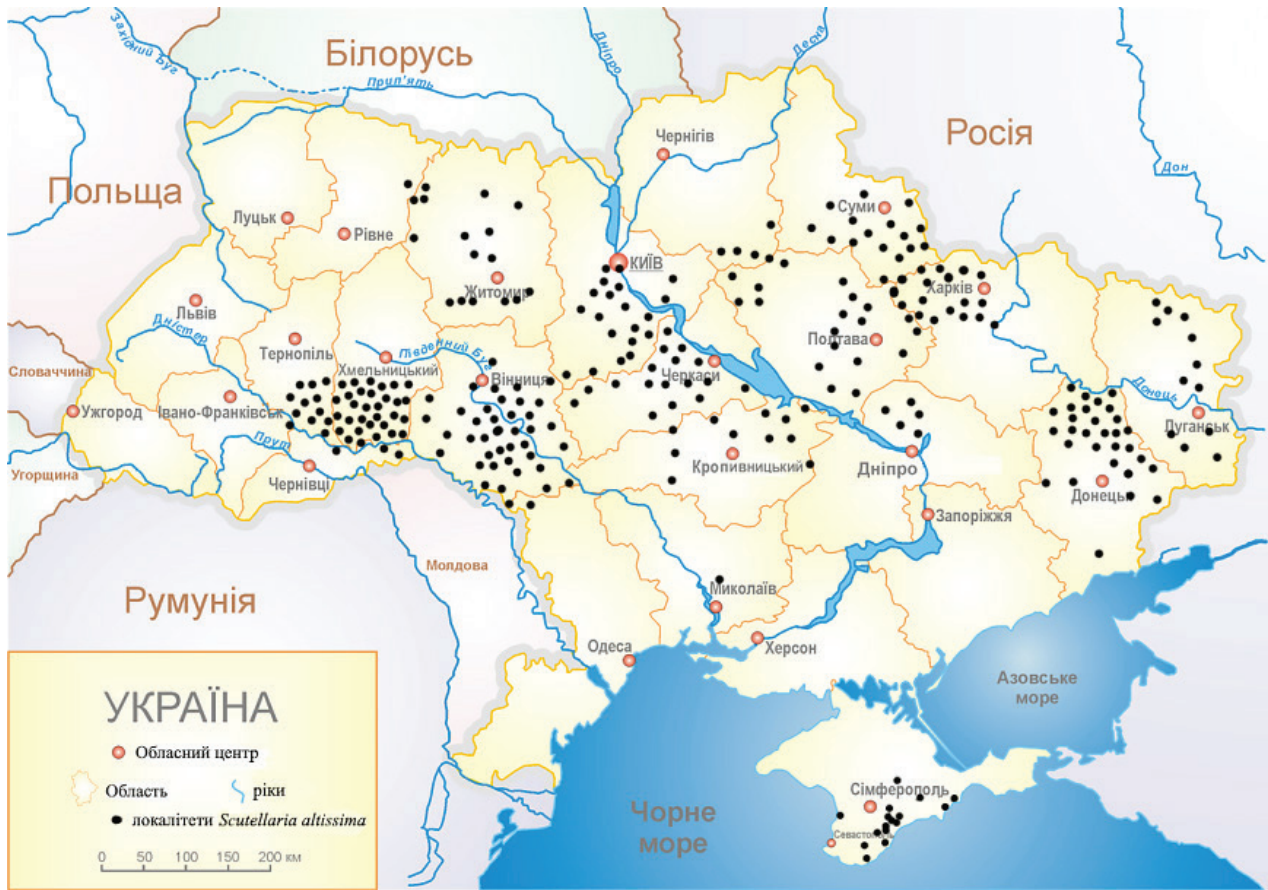 Західний Буг
Білорусь
Дніпро
Десна
Прип'ять
Чернігів
Росія
Дон
Польща
Луцьк
Рівне
Суми
КИЇВ
Житомир
Харків
Львів
Дністер
Тернопіль
Південний Буг
Полтава
Словаччина
Хмельницький
Вінниця
Черкаси
Донець
Ужгород
Івано-Франківськ
Луганськ
Прут
Кропивницький
Дніпро
Угорщина
Чернівці
Донецьк
Запоріжжя
Молдова
Румунія
Миколаїв
Одеса
Херсон
Азовське
море
УКРАЇНА
Обласний центр
Область
ріки
локалітети Scutellaria altissima
0 50 100 150 200 км
Чорне
море
Сімферополь